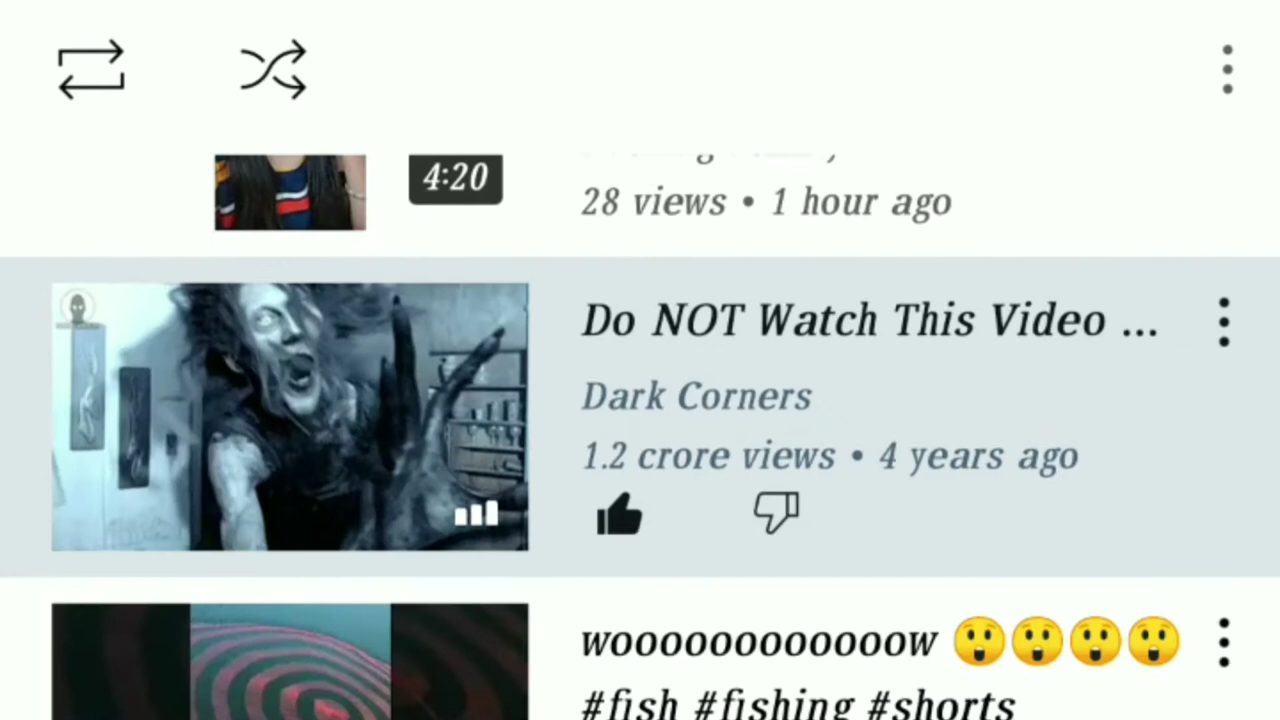 4:20
28 views • 1 hour ago
Do NOT Watch This Video ...
Dark Corners
1.2 crore views • 4 years ago
woooooooooooow 😲😲😲😲
#fish #fishing #shorts